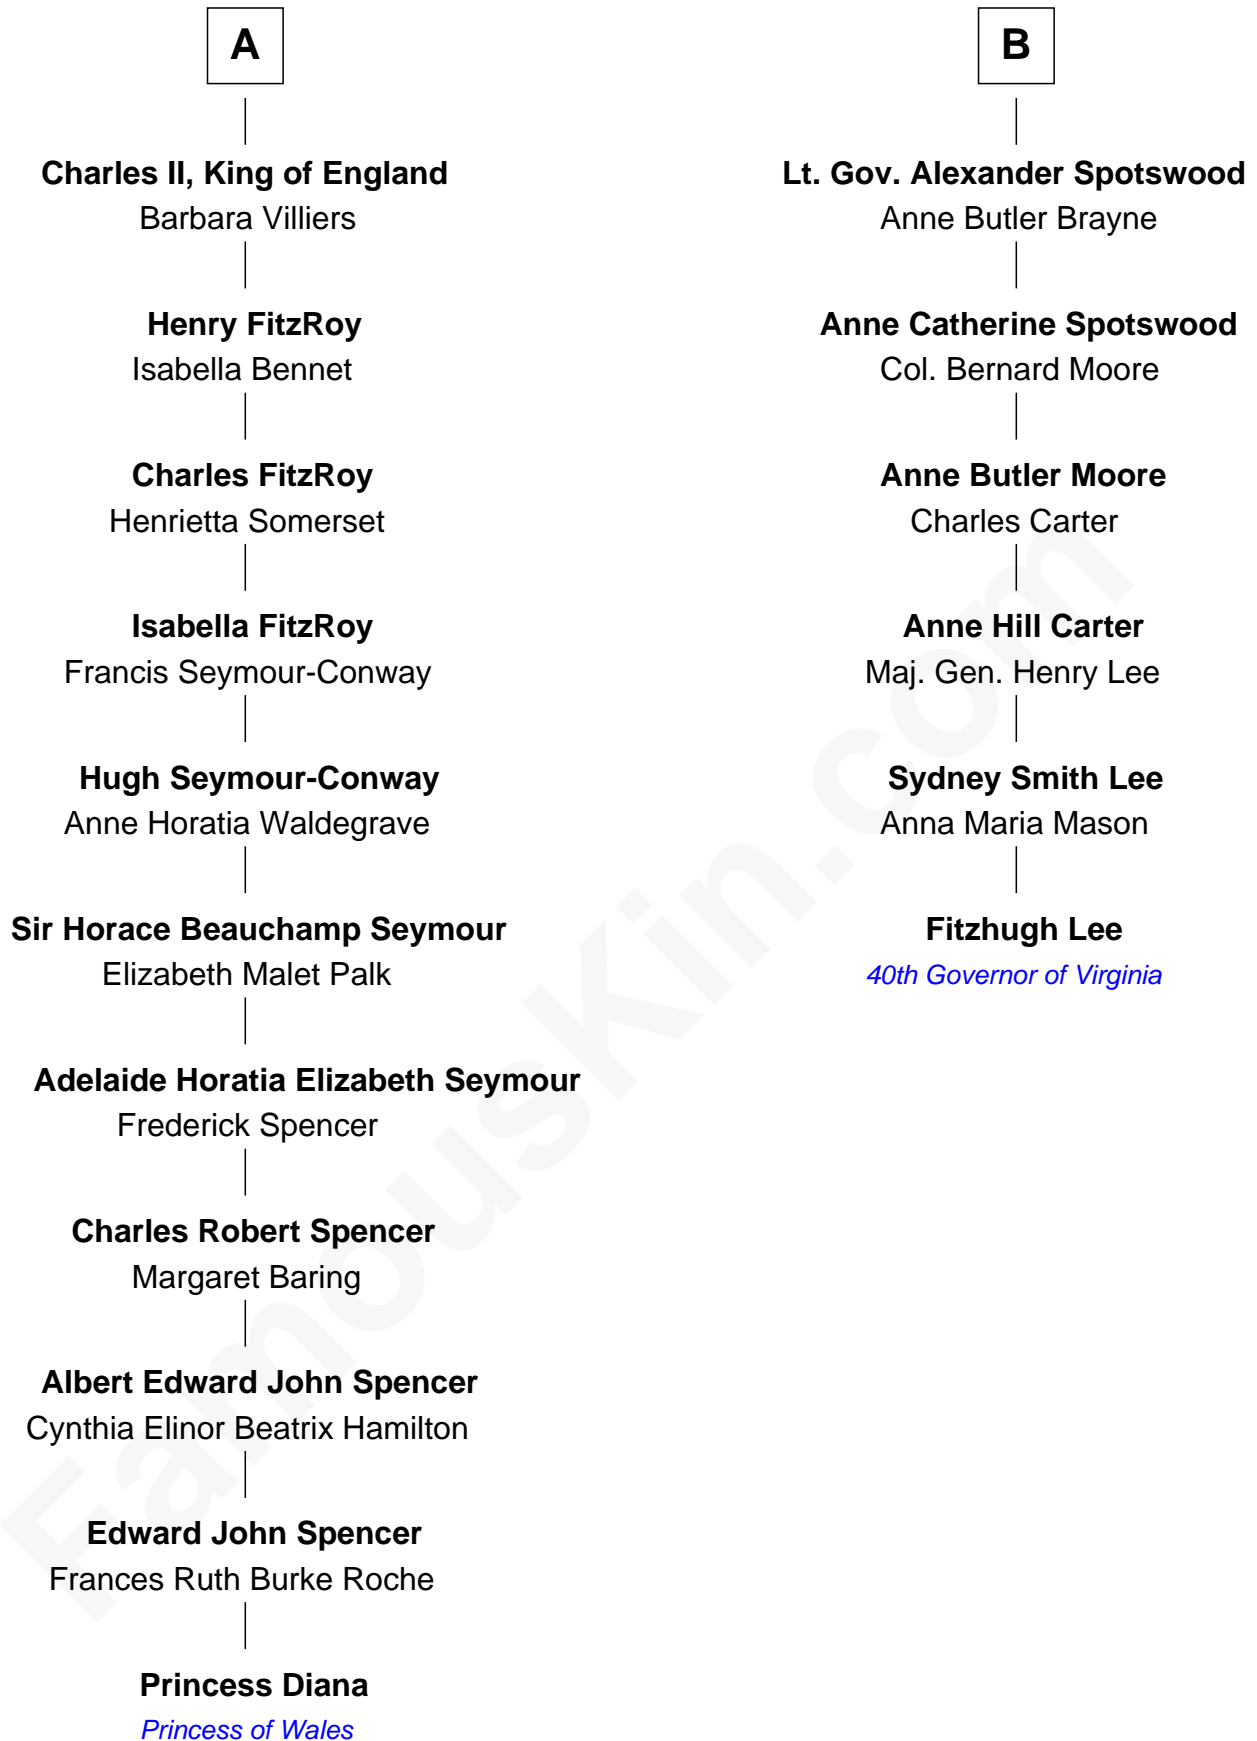 A
Charles II, King of England
Barbara Villiers
Henry FitzRoy
Isabella Bennet
Charles FitzRoy
Henrietta Somerset
Isabella FitzRoy
Francis Seymour-Conway
Hugh Seymour-Conway
Anne Horatia Waldegrave
Sir Horace Beauchamp Seymour
Elizabeth Malet Palk
Adelaide Horatia Elizabeth Seymour
Frederick Spencer
Charles Robert Spencer
Margaret Baring
Albert Edward John Spencer
Cynthia Elinor Beatrix Hamilton
Edward John Spencer
Frances Ruth Burke Roche
Princess Diana
Princess of Wales
B
Lt. Gov. Alexander Spotswood
Anne Butler Brayne
Anne Catherine Spotswood
Col. Bernard Moore
Anne Butler Moore
Charles Carter
Anne Hill Carter
Maj. Gen. Henry Lee
Sydney Smith Lee
Anna Maria Mason
Fitzhugh Lee
40th Governor of Virginia
FamousKin.com